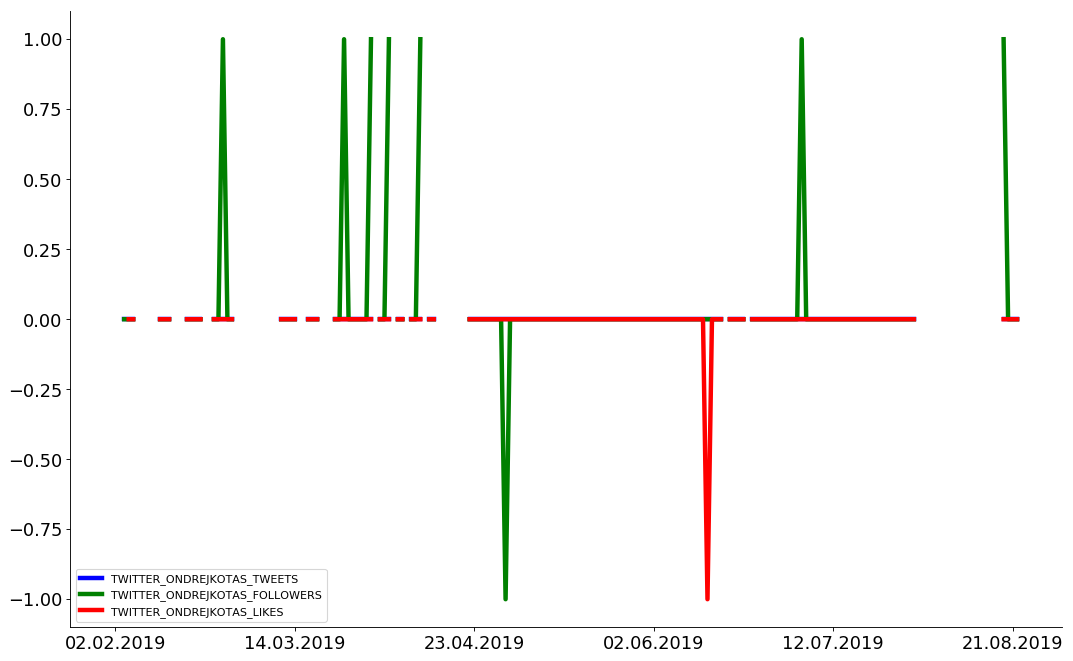 1.00
0.75
0.50
0.25
0.00
−0.25
−0.50
−0.75
−1.00
TWITTER_ONDREJKOTAS_TWEETS
TWITTER_ONDREJKOTAS_FOLLOWERS
TWITTER_ONDREJKOTAS_LIKES
02.02.2019 14.03.2019 23.04.2019 02.06.2019 12.07.2019 21.08.2019